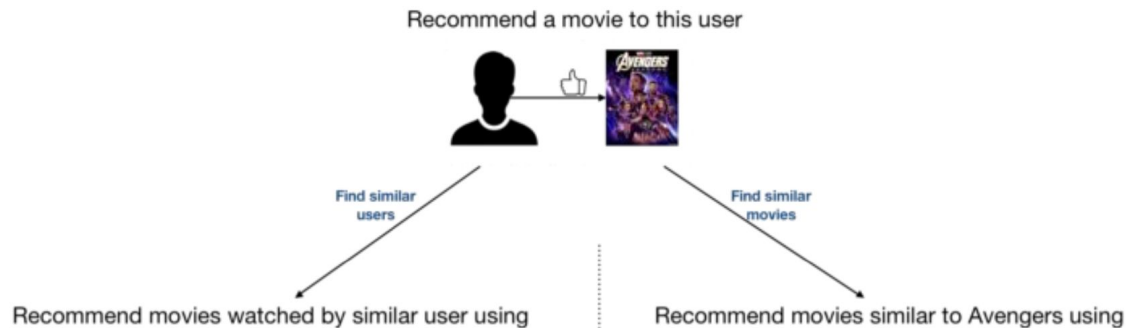 Recommend a movie to this user
AVENGERS
Find similar
users
Find similar
movies
Recommend movies watched by similar user using
Recommend movies similar to Avengers using